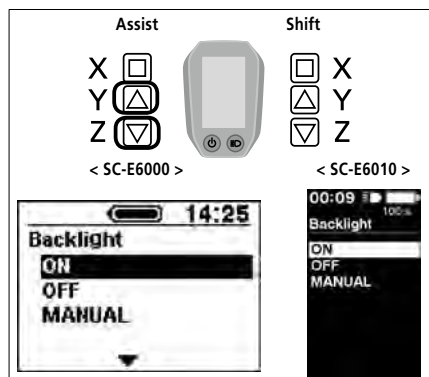 Assist Shift
X X
Y Y
Z Z
< SC-E6000 > < SC-E6010 >
14:25
Backlight
ON
OFF
MANUAL
00:09
100%
Backlight
ON
OFF
MANUAL